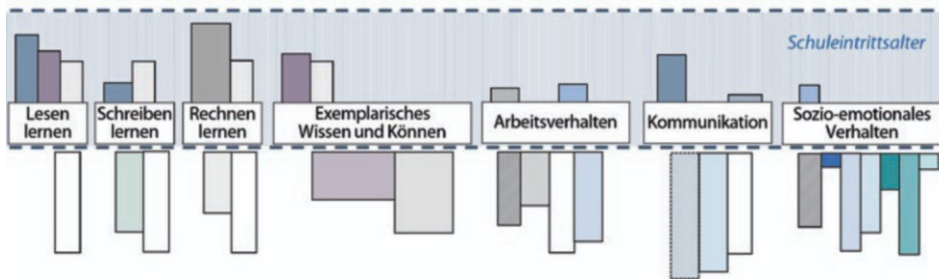 Schuleintrittsalter
Lesen
lernen
Schreiben
lernen
Rechnen
lernen
Exemplarisches
Wissen und Können
Arbeitsverhalten
Kommunikation
Sozio-emotionales
Verhalten